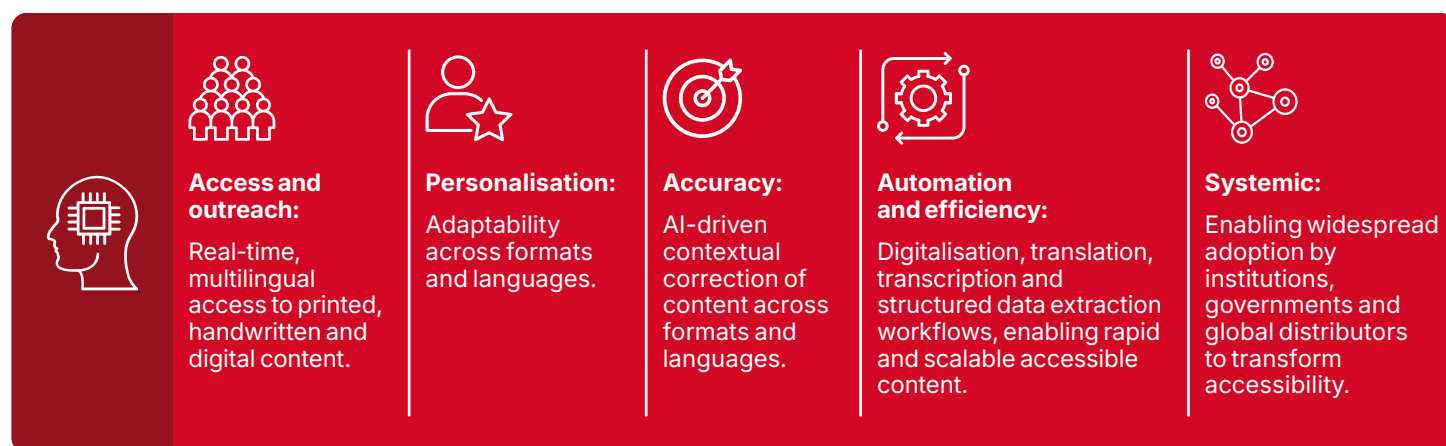 Access and
outreach:
Real-time,
multilingual
access to printed,
handwritten and
digital content.
Personalisation:
Adaptability
across formats
and languages.
Accuracy:
AI-driven
contextual
correction of
content across
formats and
languages.
Automation
and efficiency:
Digitalisation, translation,
transcription and
structured data extraction
workflows, enabling rapid
and scalable accessible
content.
Systemic:
Enabling widespread
adoption by
institutions,
governments and
global distributors
to transform
accessibility.